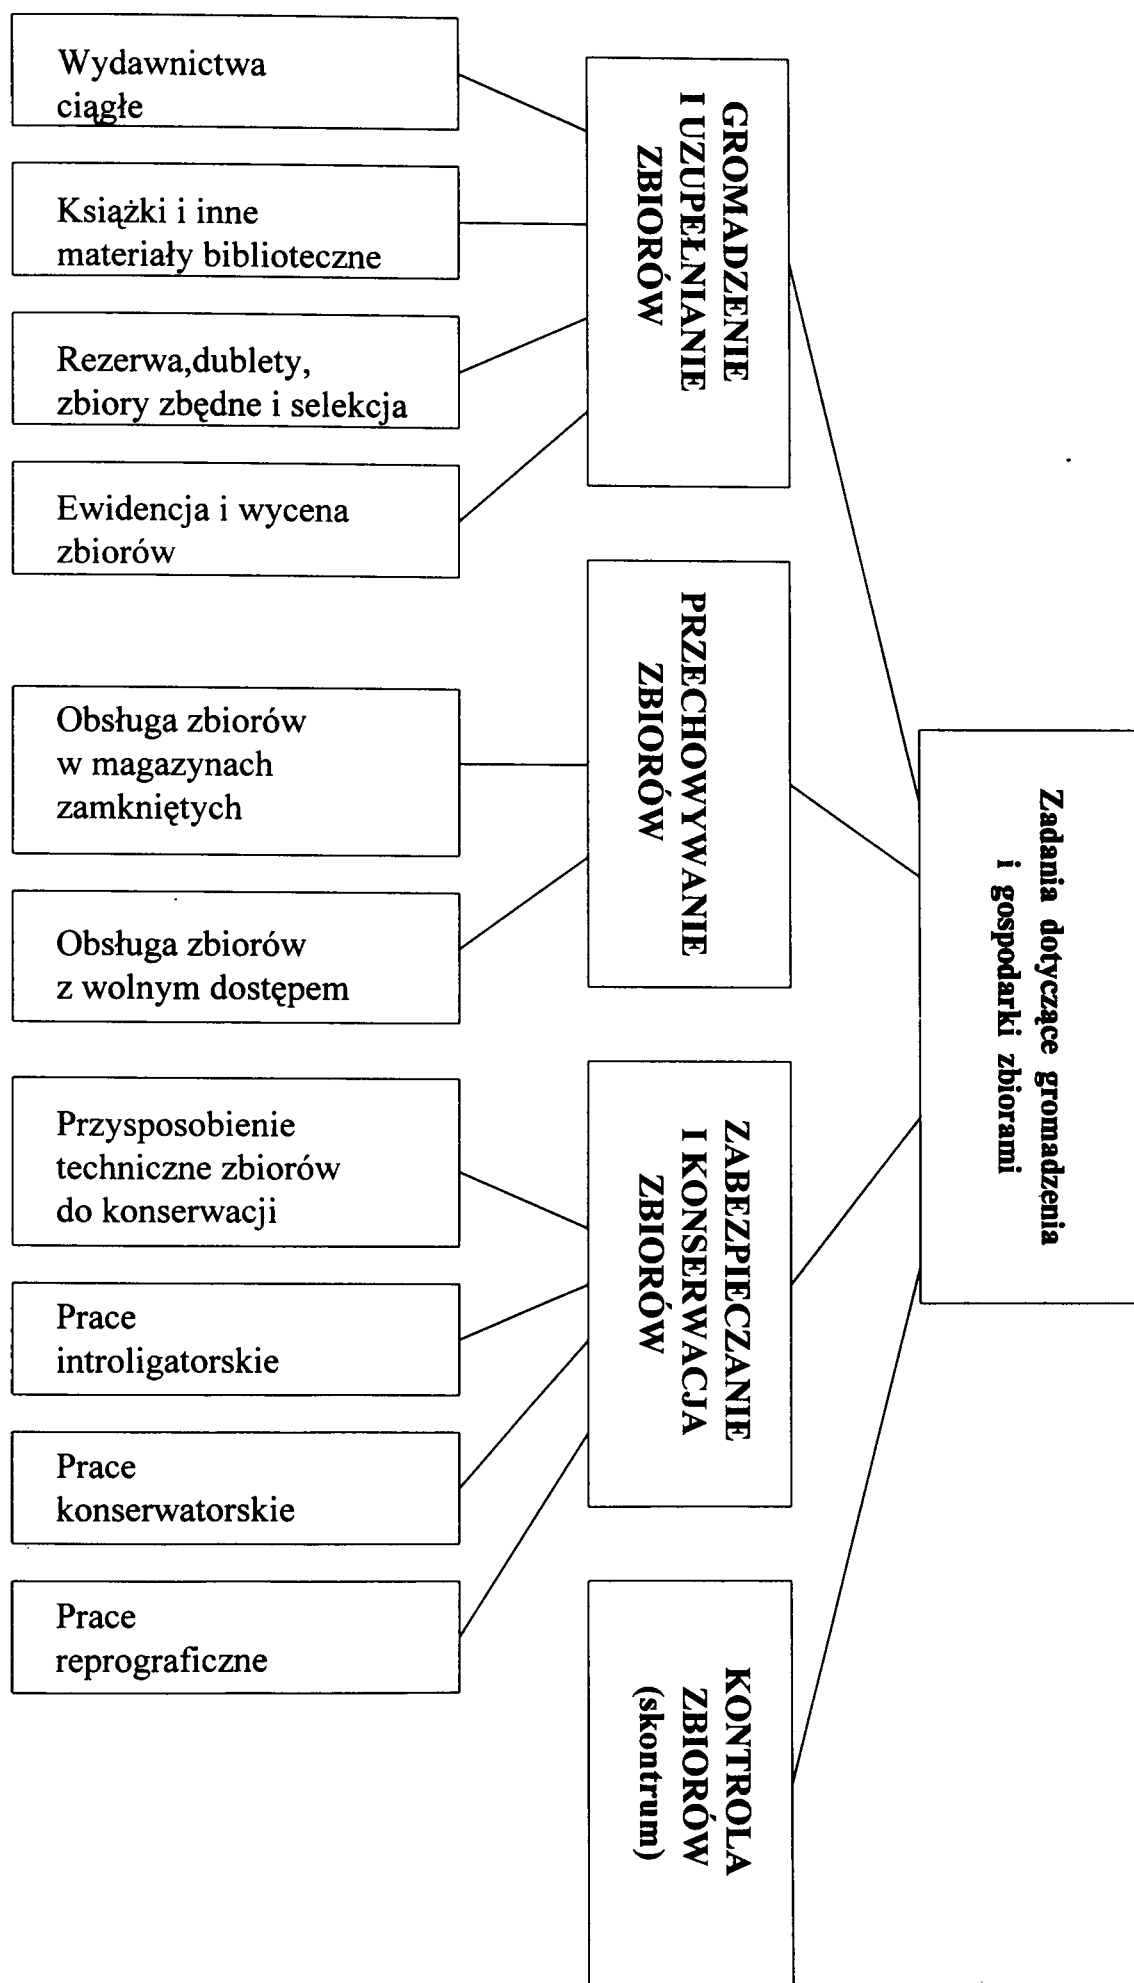 Zadania dotyczące gromadzenia
i gospodarki zbiorami
GROMADZENIE
I UZUPEŁNIANIE
ZBIORÓW
Wydawnictwa
ciągłe
Książki i inne
materiały biblioteczne
Rezerwa,dublety,
zbiory zbędne i selekcja
Ewidencja i wycena
zbiorów
PRZECHOWYWANIE
ZBIORÓW
Obsługa zbiorów
w magazynach
zamkniętych
Obsługa zbiorów
z wolnym dostępem
ZABEZPIECZANIE
I KONSERWACJA
ZBIORÓW
Przysposobienie
techniczne zbiorów
do konserwacji
Prace
introligatorskie
Prace
konserwatorskie
Prace
reprograficzne
KONTROLA
ZBIORÓW
(skontrum)